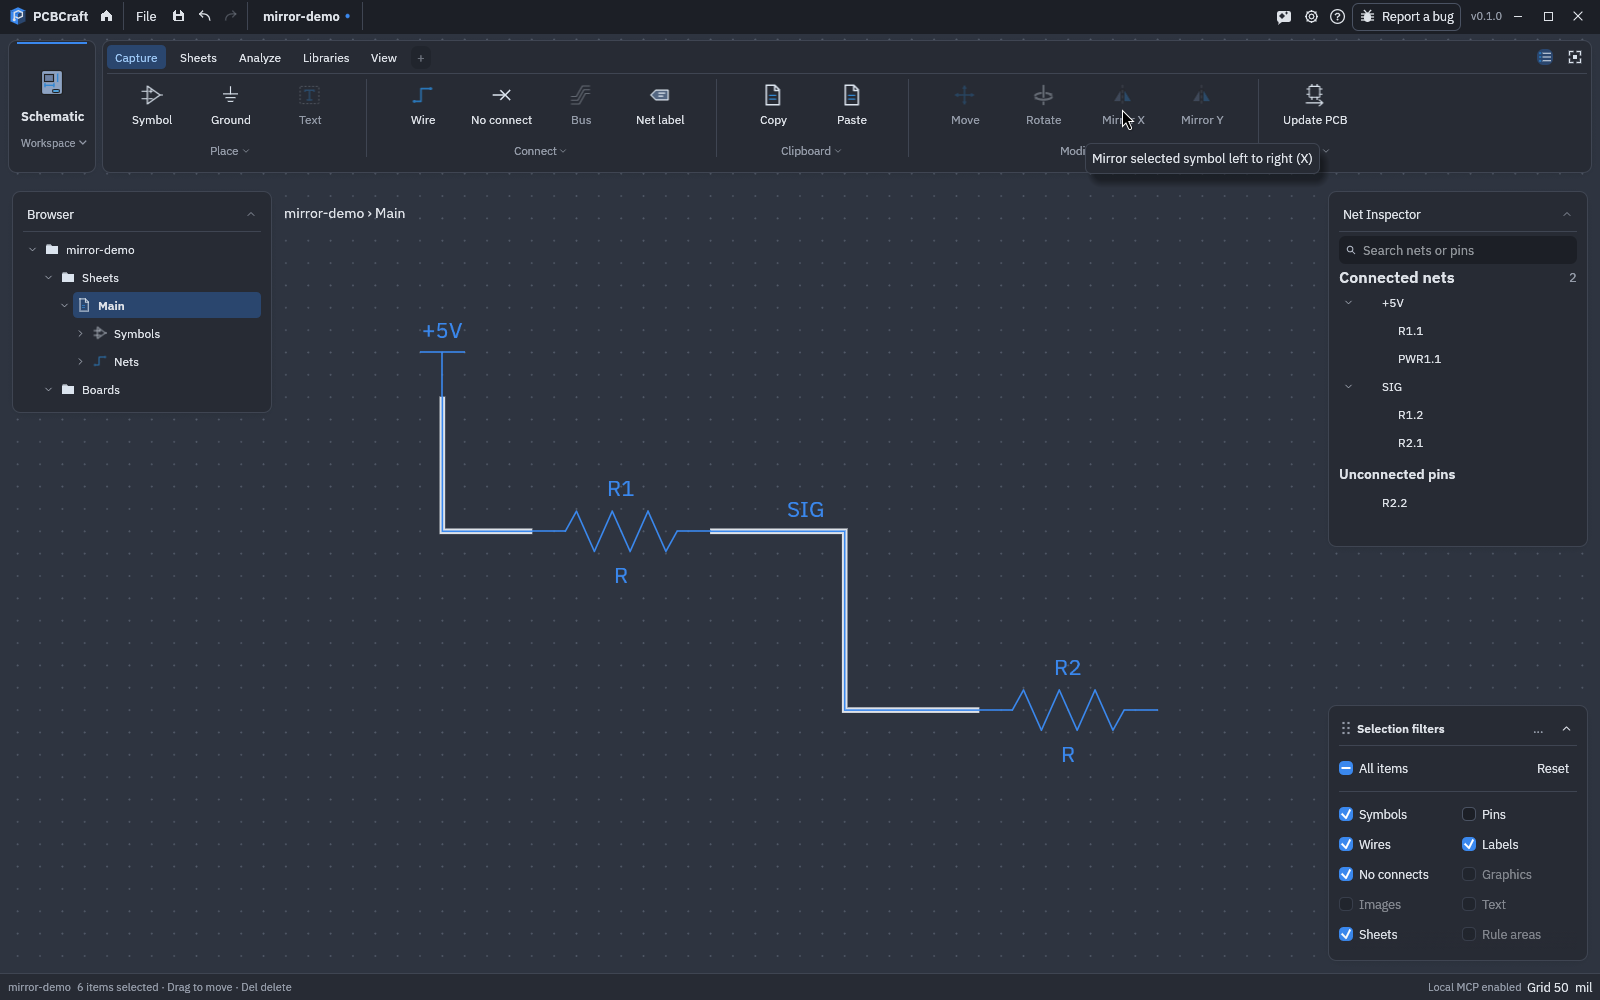 PCBCraft File mirror-demo Report a bug v0.1.0
Schematic
Workspace
Capture Sheets Analyze Libraries View +
Symbol Ground Text Wire No connect Bus Net label Copy Paste Move Rotate Mirror X Mirror Y Update PCB
Place Connect Clipboard Modi
Mirror selected symbol left to right (X)
Browser
mirror-demo
Sheets
Main
Symbols
Nets
Boards
mirror-demo › Main
+5V
R1
R
SIG
R2
R
Net Inspector
Search nets or pins
Connected nets 2
+5V
R1.1
PWR1.1
SIG
R1.2
R2.1
Unconnected pins
R2.2
Selection filters ...
All items Reset
Symbols Pins
Wires Labels
No connects Graphics
Images Text
Sheets Rule areas
mirror-demo 6 items selected · Drag to move · Del delete
Local MCP enabled Grid 50 mil